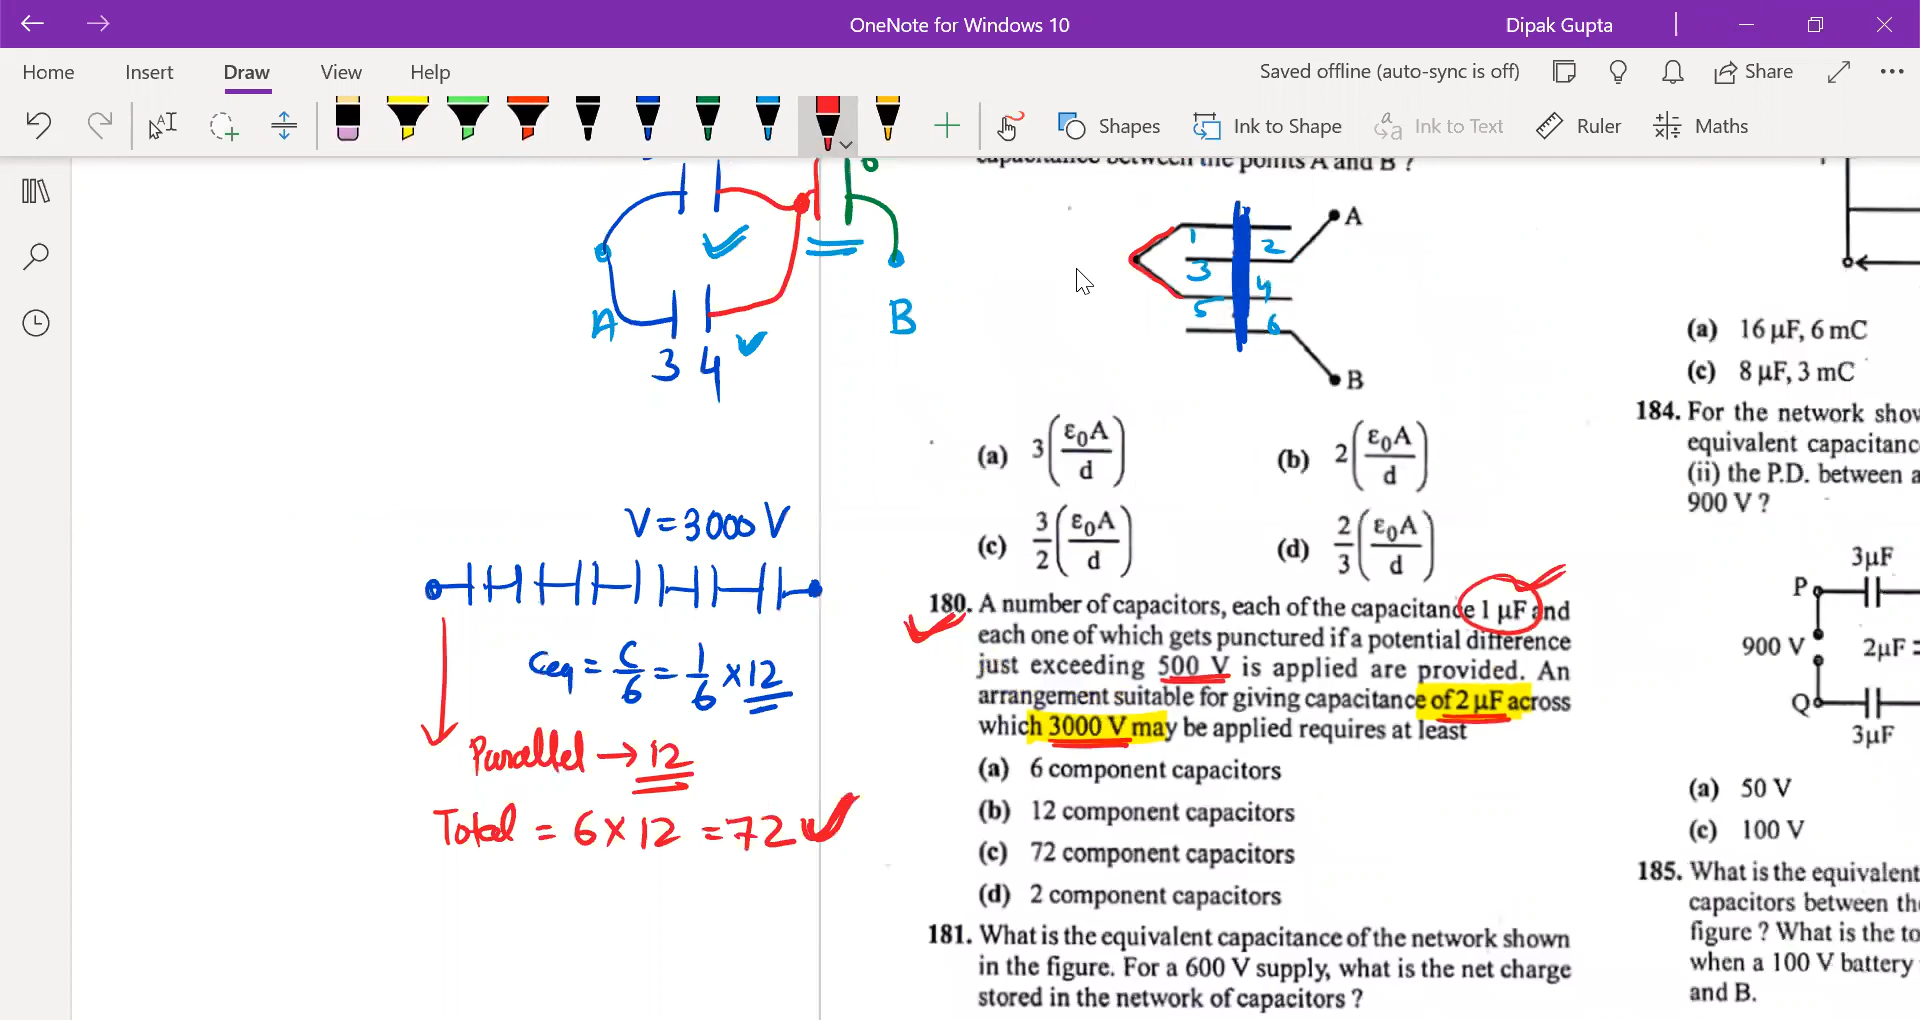 OneNote for Windows 10
Dipak Gupta
Home Insert Draw View Help
Saved offline (auto-sync is off)
Share
Shapes
Ink to Shape
Ink to Text
Ruler
Maths
A
B
3 4
V = 3000 V
Ceq = C/6 = 1/6 × 12
Parallel → 12
Total = 6 × 12 = 72
capacitance between the points A and B ?
A
1 2
3 4
5 6
B
(a) 3(ε₀A/d)
(b) 2(ε₀A/d)
(c) 3/2(ε₀A/d)
(d) 2/3(ε₀A/d)
180. A number of capacitors, each of the capacitance 1 µF and
each one of which gets punctured if a potential difference
just exceeding 500 V is applied are provided. An
arrangement suitable for giving capacitance of 2 µF across
which 3000 V may be applied requires at least
(a) 6 component capacitors
(b) 12 component capacitors
(c) 72 component capacitors
(d) 2 component capacitors
181. What is the equivalent capacitance of the network shown
in the figure. For a 600 V supply, what is the net charge
stored in the network of capacitors ?
(a) 16 µF, 6 mC
(c) 8 µF, 3 mC
184. For the network show
equivalent capacitanc
(ii) the P.D. between a
900 V ?
3µF
P
900 V
2µF
Q
3µF
(a) 50 V
(c) 100 V
185. What is the equivalent
capacitors between the
figure ? What is the to
when a 100 V battery
and B.